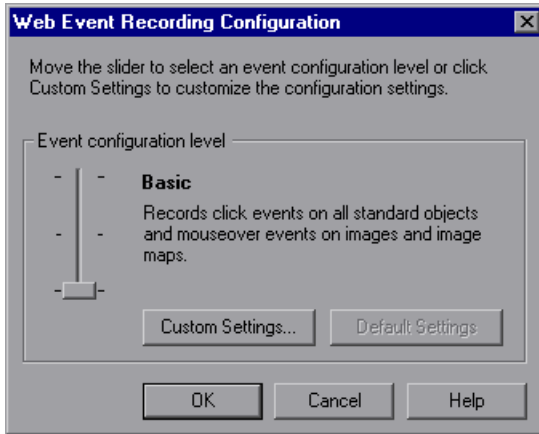 Web Event Recording Configuration
Move the slider to select an event configuration level or click
Custom Settings to customize the configuration settings.
Event configuration level
Basic
Records click events on all standard objects
and mouseover events on images and image
maps.
Custom Settings...
Default Settings
OK
Cancel
Help